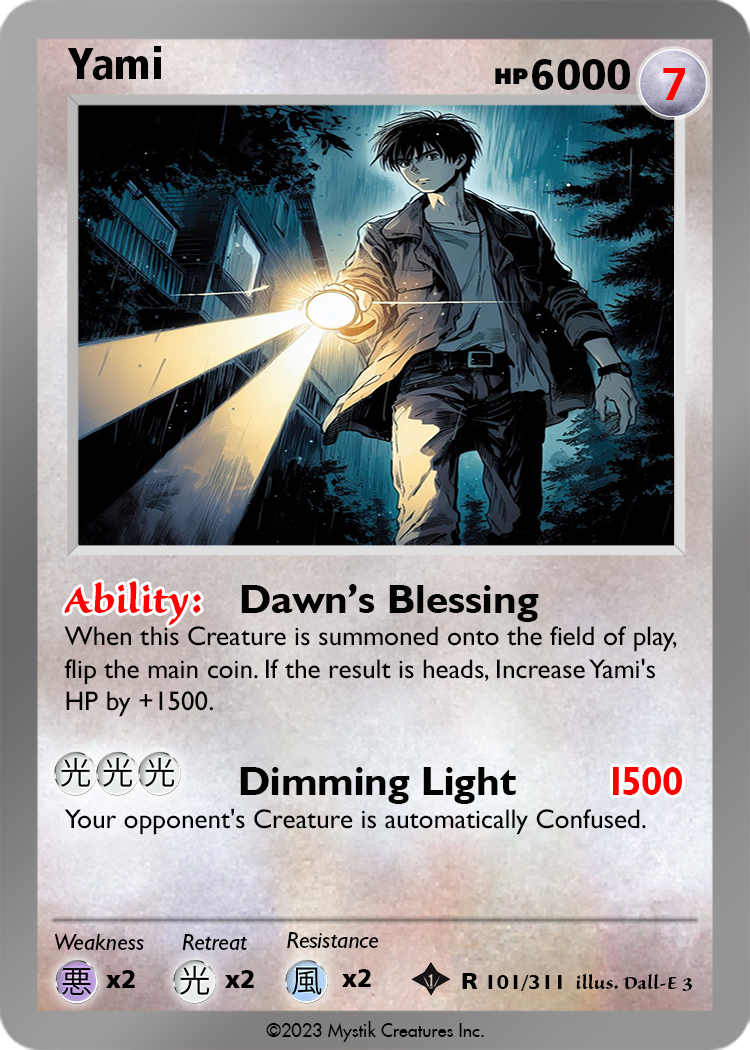 Yami
HP6000 7
Ability: Dawn's Blessing
When this Creature is summoned onto the field of play,
flip the main coin. If the result is heads, Increase Yami's
HP by +1500.
光光光 Dimming Light 1500
Your opponent's Creature is automatically Confused.
Weakness Retreat Resistance
悪 x2 光 x2 風 x2 1 R 101/311 illus. Dall-E 3
©2023 Mystik Creatures Inc.